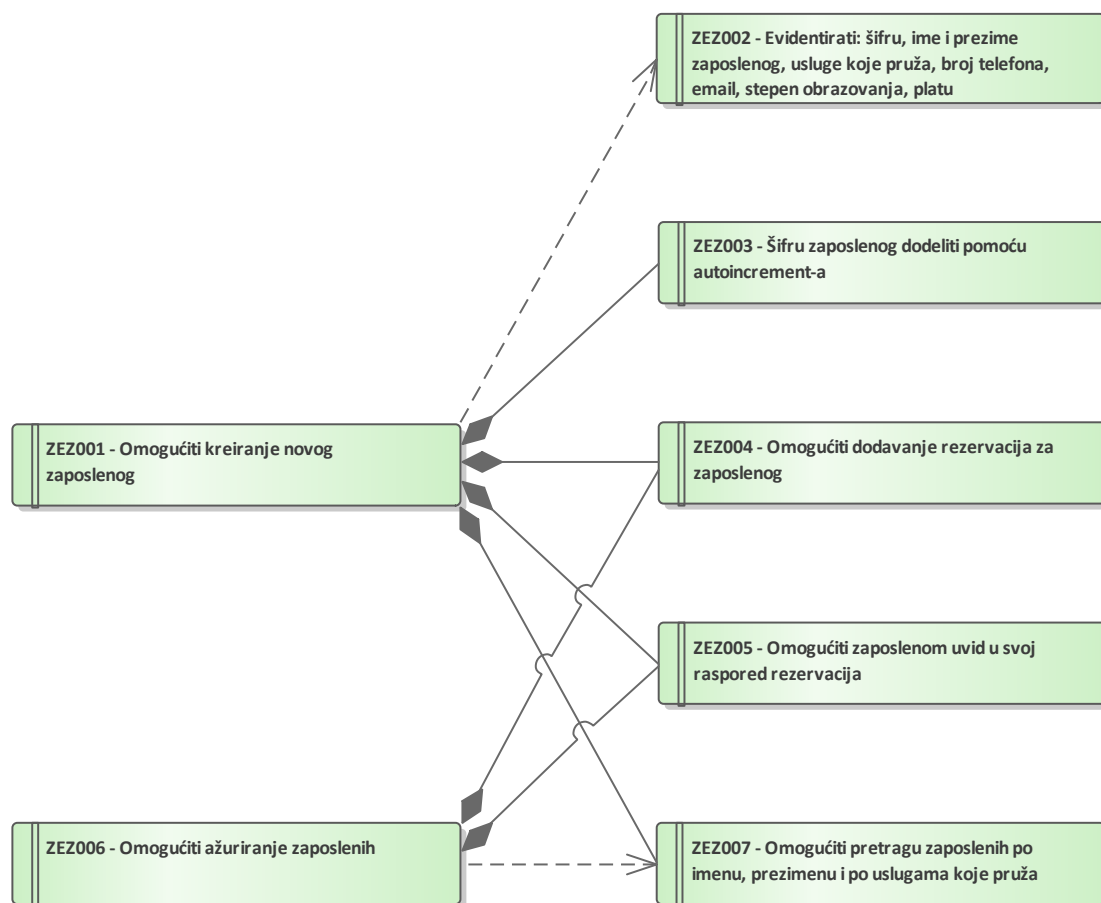 ZEZ002 - Evidentirati: šifru, ime i prezime
zaposlenog, usluge koje pruža, broj telefona,
email, stepen obrazovanja, platu
ZEZ003 - Šifru zaposlenog dodeliti pomoću
autoincrement-a
ZEZ001 - Omogućiti kreiranje novog
zaposlenog
ZEZ004 - Omogućiti dodavanje rezervacija za
zaposlenog
ZEZ005 - Omogućiti zaposlenom uvid u svoj
raspored rezervacija
ZEZ006 - Omogućiti ažuriranje zaposlenih
ZEZ007 - Omogućiti pretragu zaposlenih po
imenu, prezimenu i po uslugama koje pruža